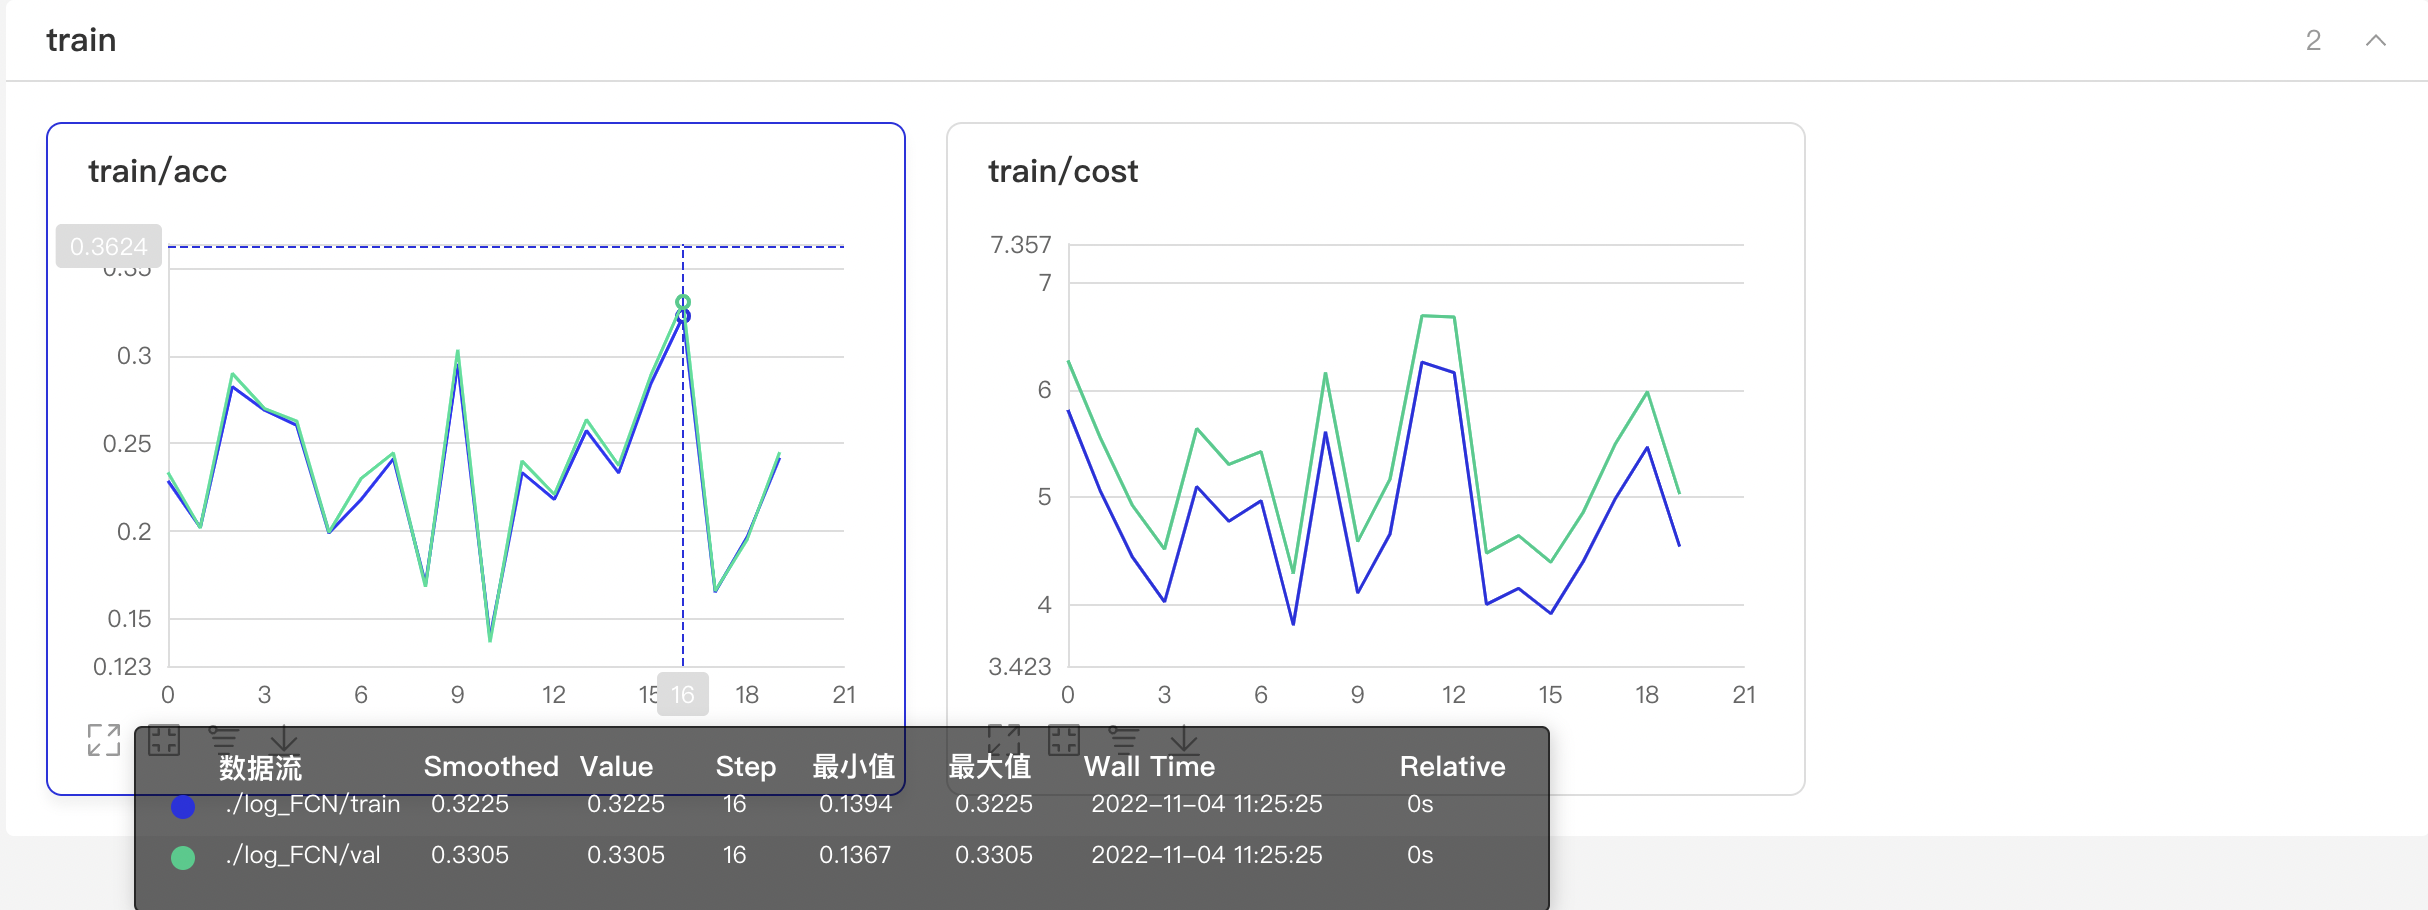 train 2
train/acc
0.3624
0.35
0.3
0.25
0.2
0.15
0.123
0 3 6 9 12 15 16 18 21
train/cost
7.357
7
6
5
4
3.423
0 3 6 9 12 15 18 21
数据流 Smoothed Value Step 最小值 最大值 Wall Time Relative
./log_FCN/train 0.3225 0.3225 16 0.1394 0.3225 2022-11-04 11:25:25 0s
./log_FCN/val 0.3305 0.3305 16 0.1367 0.3305 2022-11-04 11:25:25 0s